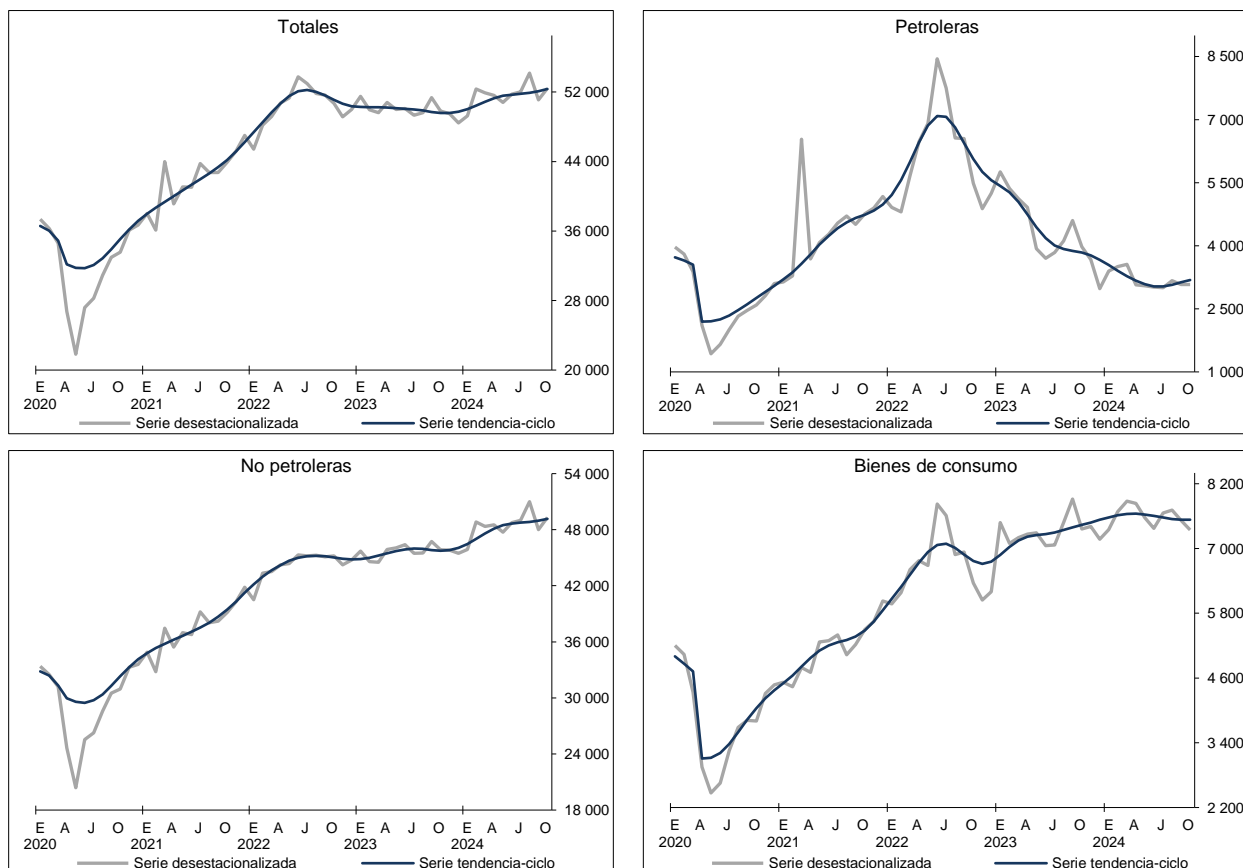 Totales
52 000
44 000
36 000
28 000
20 000
E A J O E A J O E A J O E A J O E A J O
2020 2021 2022 2023 2024
Serie desestacionalizada Serie tendencia-ciclo
Petroleras
8 500
7 000
5 500
4 000
2 500
1 000
E A J O E A J O E A J O E A J O E A J O
2020 2021 2022 2023 2024
Serie desestacionalizada Serie tendencia-ciclo
No petroleras
54 000
48 000
42 000
36 000
30 000
24 000
18 000
E A J O E A J O E A J O E A J O E A J O
2020 2021 2022 2023 2024
Serie desestacionalizada Serie tendencia-ciclo
Bienes de consumo
8 200
7 000
5 800
4 600
3 400
2 200
E A J O E A J O E A J O E A J O E A J O
2020 2021 2022 2023 2024
Serie desestacionalizada Serie tendencia-ciclo